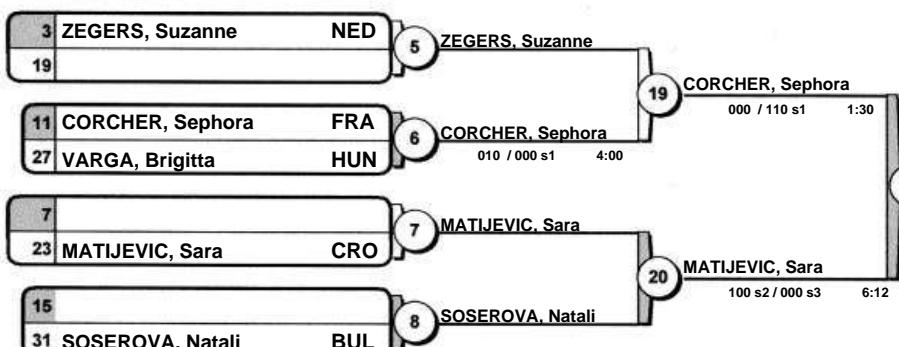 3 ZEGERS, Suzanne NED
19
5 ZEGERS, Suzanne
11 CORCHER, Sephora FRA
27 VARGA, Brigitta HUN
6 CORCHER, Sephora
010 / 000 s1 4:00
19 CORCHER, Sephora
000 / 110 s1 1:30
7
23 MATIJEVIC, Sara CRO
7 MATIJEVIC, Sara
15
31 SOSEROVA, Natali BUL
8 SOSEROVA, Natali
20 MATIJEVIC, Sara
100 s2 / 000 s3 6:12